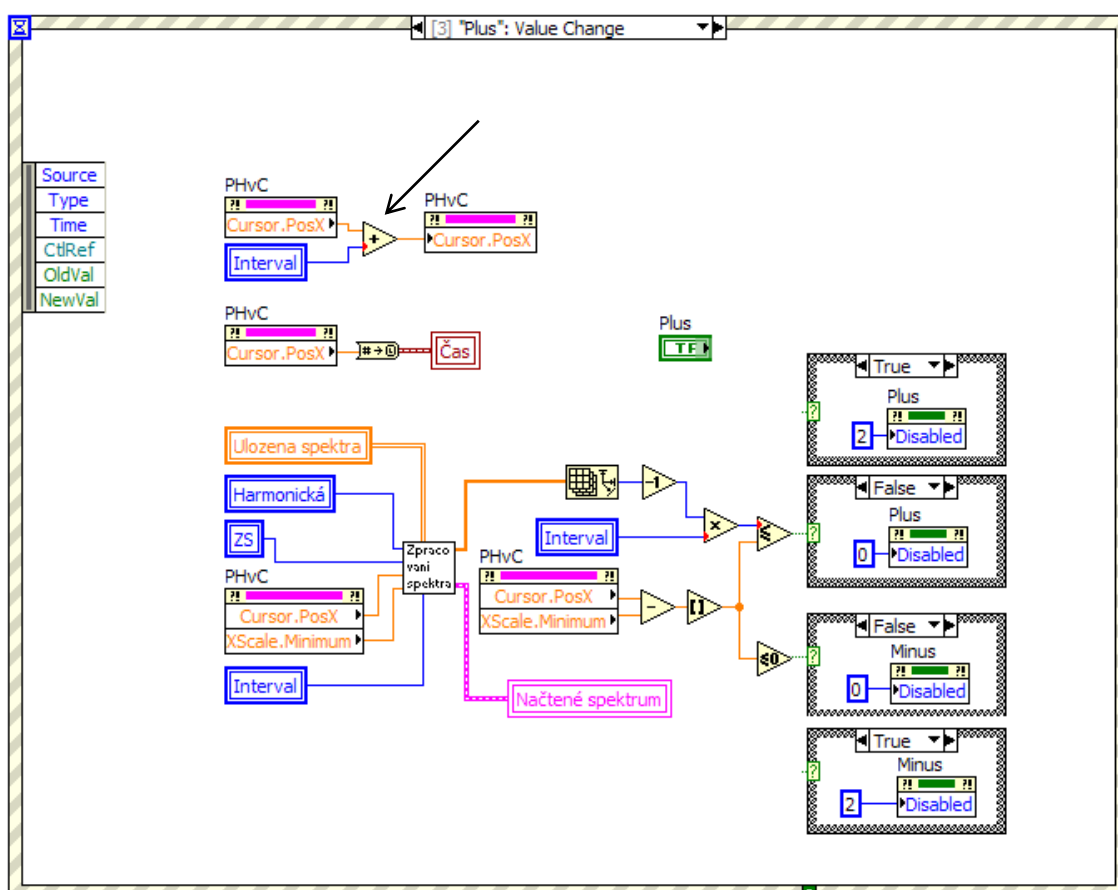 [3] "Plus": Value Change
Source
Type
Time
CtlRef
OldVal
NewVal
PHvC
Cursor.PosX
Interval
+
PHvC
Cursor.PosX
PHvC
Cursor.PosX
Čas
Plus
TF
True
Plus
2
Disabled
False
Plus
0
Disabled
Ulozena spektra
Harmonická
ZS
PHvC
Cursor.PosX
XScale.Minimum
Interval
Zpraco
vani
spektra
-1
Interval
x
≤
PHvC
Cursor.PosX
XScale.Minimum
-
≤0
Načtené spektrum
False
Minus
0
Disabled
True
Minus
2
Disabled